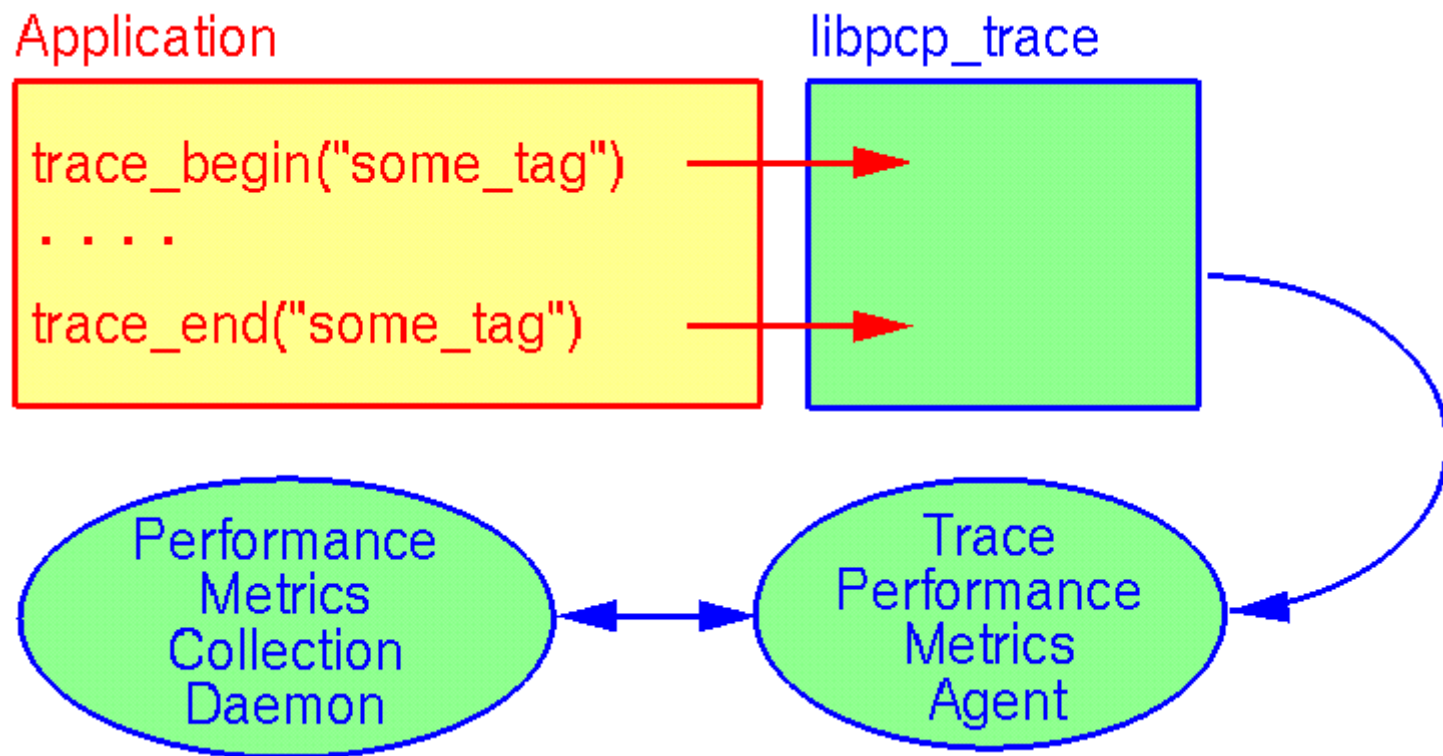 Application
libpcp_trace
trace_begin("some_tag")
. . . .
trace_end("some_tag")
Performance
Metrics
Collection
Daemon
Trace
Performance
Metrics
Agent